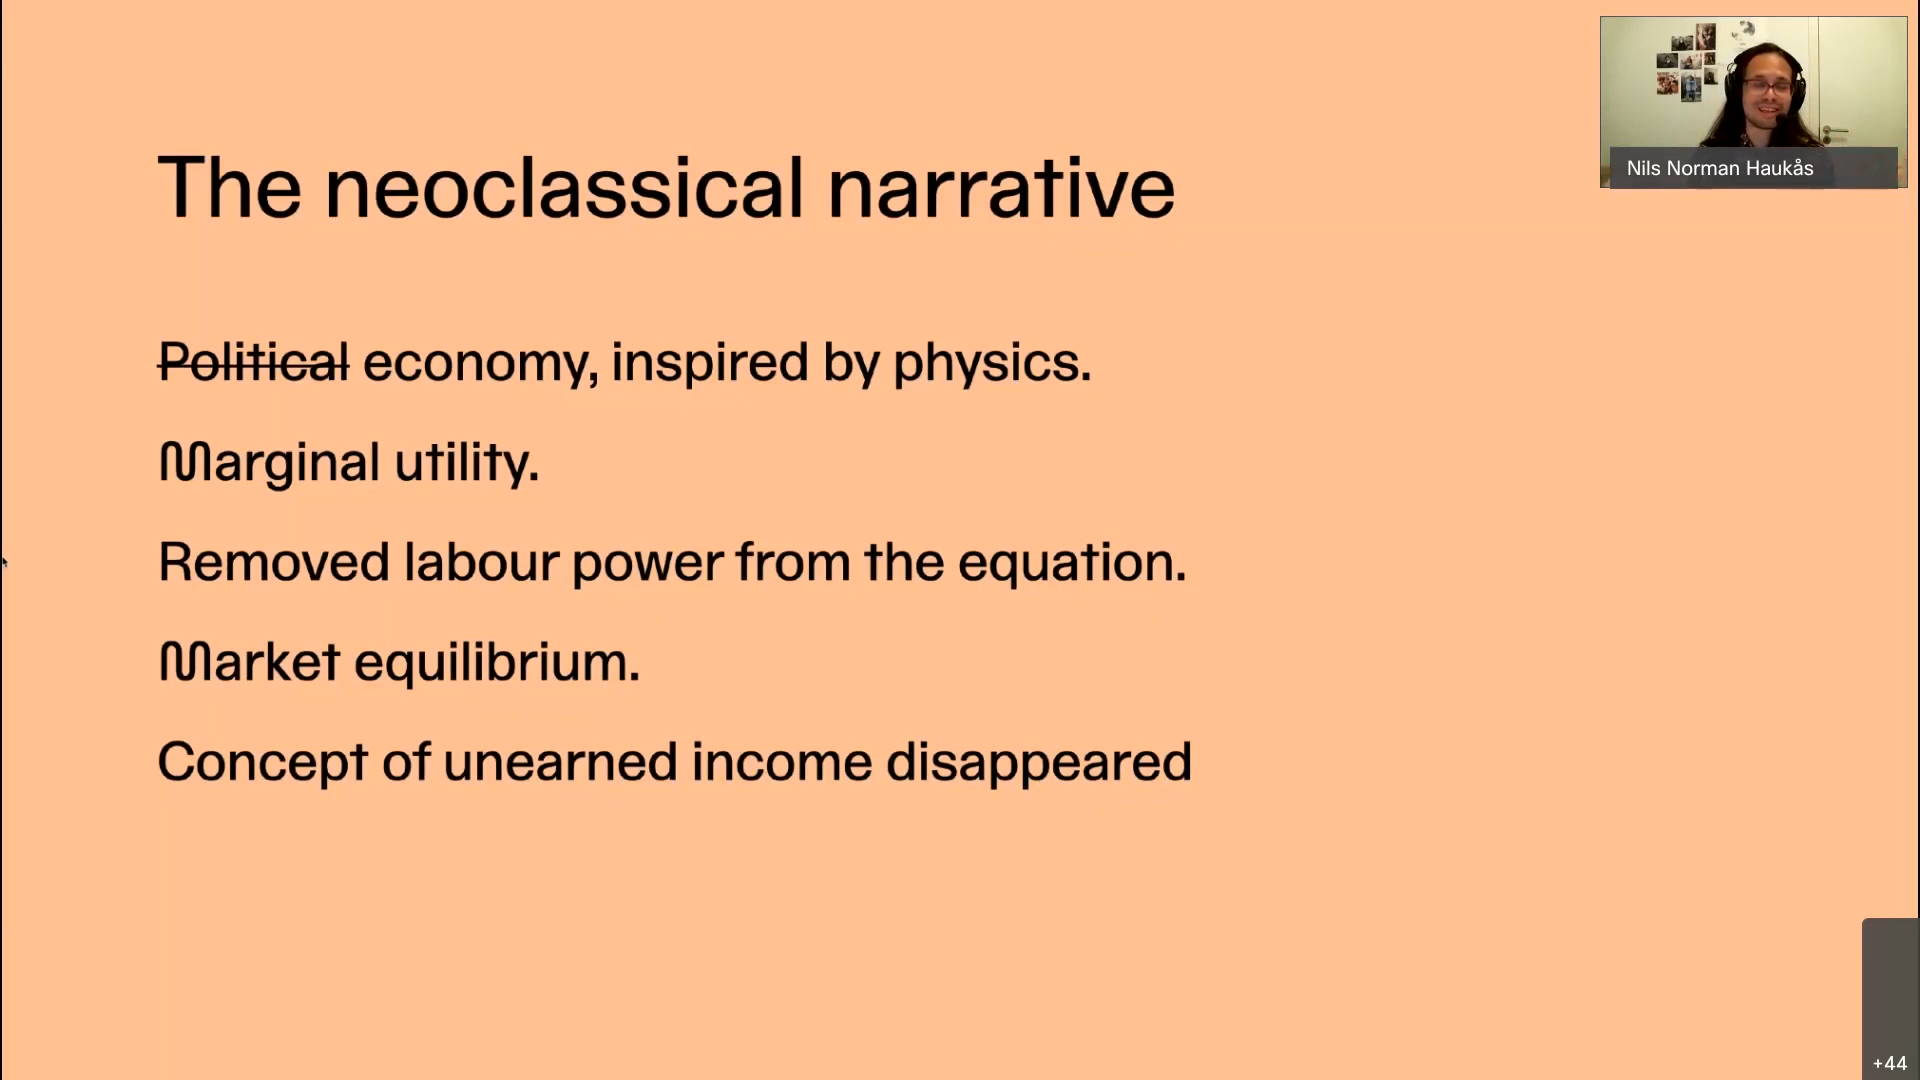 The neoclassical narrative
Political economy, inspired by physics.
Marginal utility.
Removed labour power from the equation.
Market equilibrium.
Concept of unearned income disappeared
Nils Norman Haukås
+44